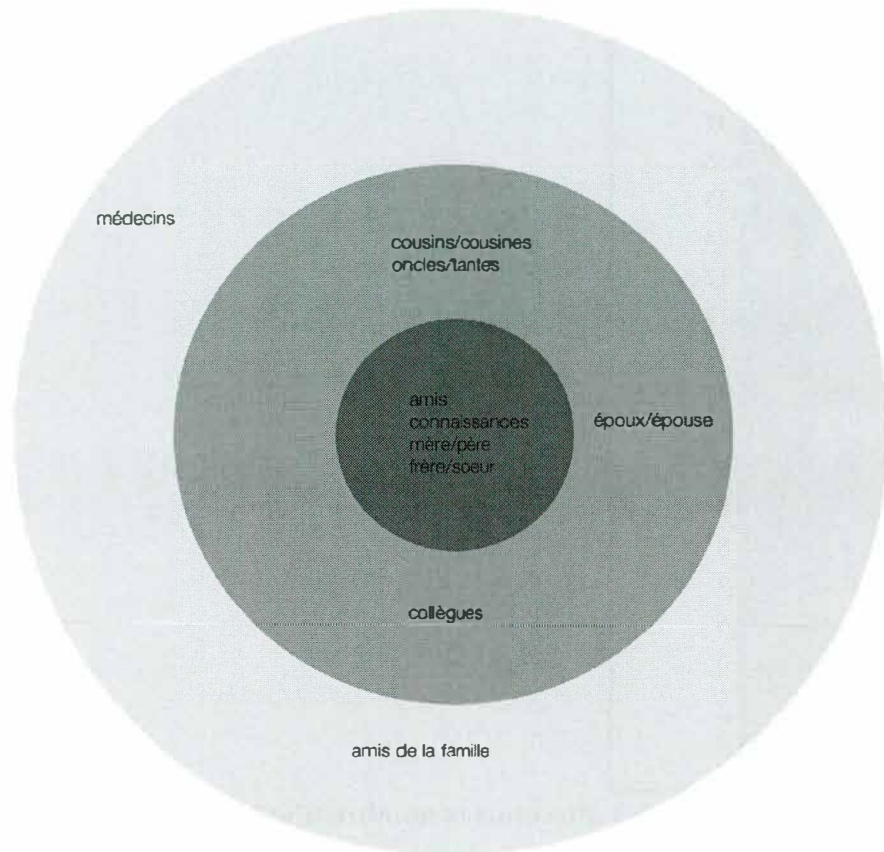 médecins
cousins/cousines
oncles/tantes
amis
connaissances
mère/père
frère/soeur
époux/épouse
collègues
amis de la famille